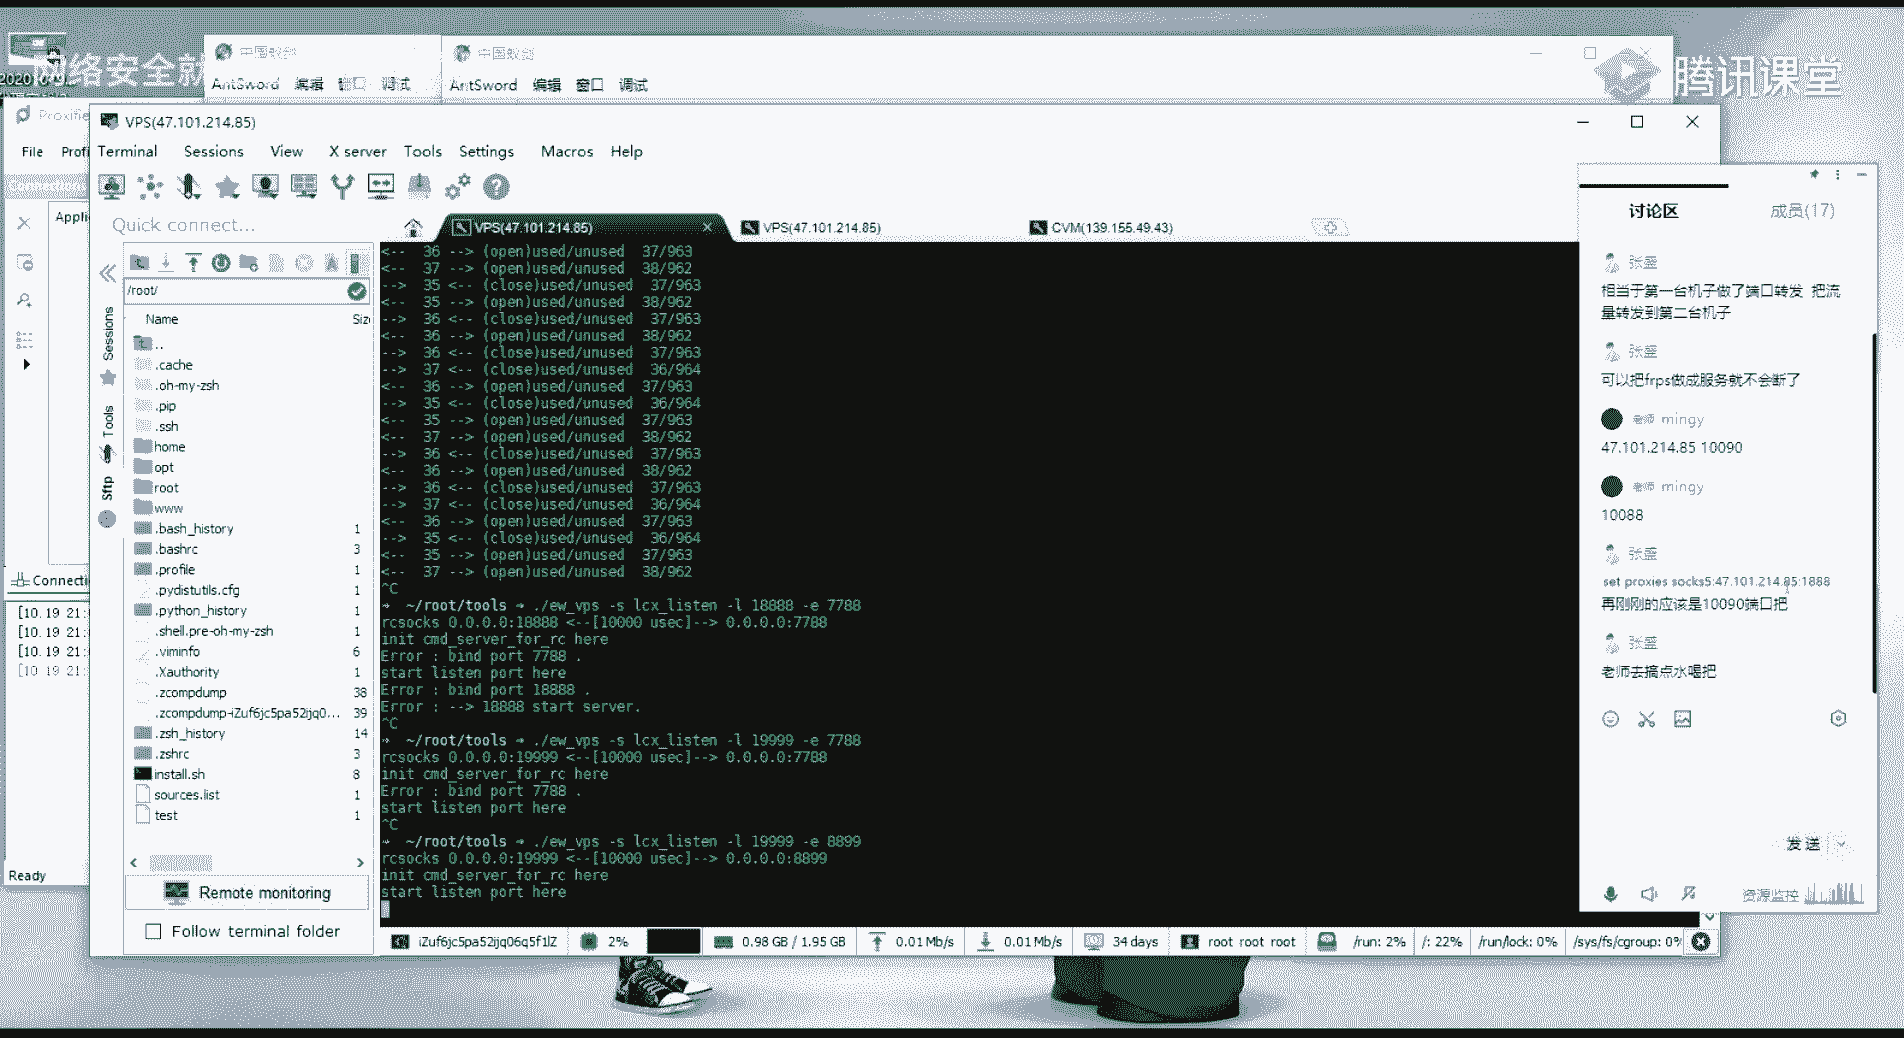 网络安全就
腾讯课堂
AntSword 编辑 窗口 调试
AntSword 编辑 窗口 调试
Proxifie
File Profi
VPS(47.101.214.85)
Terminal Sessions View X server Tools Settings Macros Help
Quick connect...
VPS(47.101.214.85)
VPS(47.101.214.85)
CVM(139.155.49.43)
Appli
/root/
Name Size
..
.cache
.oh-my-zsh
.pip
.ssh
home
opt
root
www
.bash_history 1
.bashrc 3
.profile 1
.pydistutils.cfg 1
.python_history 1
.shell.pre-oh-my-zsh 1
.viminfo 6
.Xauthority 1
.zcompdump 38
.zcompdump-iZuf6jc5pa52ijq0... 39
.zsh_history 14
.zshrc 3
install.sh 8
sources.list 1
test 1
Sessions
Tools
Sftp
Remote monitoring
Follow terminal folder
Connecti
[10.19 21:
[10.19 21:
[10.19 21:
[10.19 21:
Ready
<-- 36 --> (open)used/unused 37/963
<-- 37 --> (open)used/unused 38/962
--> 35 <-- (close)used/unused 37/963
<-- 35 --> (open)used/unused 38/962
--> 36 <-- (close)used/unused 37/963
<-- 36 --> (open)used/unused 38/962
--> 36 <-- (close)used/unused 37/963
--> 37 <-- (close)used/unused 36/964
<-- 36 --> (open)used/unused 37/963
--> 35 <-- (close)used/unused 36/964
<-- 35 --> (open)used/unused 37/963
<-- 37 --> (open)used/unused 38/962
--> 36 <-- (close)used/unused 37/963
<-- 36 --> (open)used/unused 38/962
--> 36 <-- (close)used/unused 37/963
--> 37 <-- (close)used/unused 36/964
<-- 36 --> (open)used/unused 37/963
--> 35 <-- (close)used/unused 36/964
<-- 35 --> (open)used/unused 37/963
<-- 37 --> (open)used/unused 38/962
^C
➜ ~/root/tools ➜ ./ew_vps -s lcx_listen -l 18888 -e 7788
rcsocks 0.0.0.0:18888 <--[10000 usec]--> 0.0.0.0:7788
init cmd_server_for_rc here
Error : bind port 7788 .
start listen port here
Error : bind port 18888 .
Error : --> 18888 start server.
^C
➜ ~/root/tools ➜ ./ew_vps -s lcx_listen -l 19999 -e 7788
rcsocks 0.0.0.0:19999 <--[10000 usec]--> 0.0.0.0:7788
init cmd_server_for_rc here
Error : bind port 7788 .
start listen port here
^C
➜ ~/root/tools ➜ ./ew_vps -s lcx_listen -l 19999 -e 8899
rcsocks 0.0.0.0:19999 <--[10000 usec]--> 0.0.0.0:8899
init cmd_server_for_rc here
start listen port here
iZuf6jc5pa52ijq06q5f1lZ 2% 0.98 GB / 1.95 GB 0.01 Mb/s 0.01 Mb/s 34 days root root root /run: 2% /: 22% /run/lock: 0% /sys/fs/cgroup: 0%
讨论区 成员(17)
张鉴
相当于第一台机子做了端口转发 把流
量转发到第二台机子
可以把frps做成服务就不会断了
老师 mingy
47.101.214.85 10090
老师 mingy
10088
set proxies socks5:47.101.214.85:1888
再刚刚的应该是10090端口把
老师去搞点水喝把
发送
资源监控